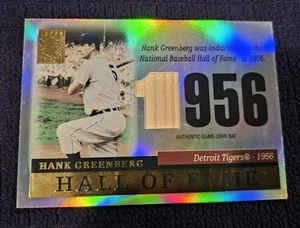 Hank Greenberg was inducted into the
National Baseball Hall of Fame in 1956.
1956
AUTHENTIC GAME-USED BAT
HANK GREENBERG
Detroit Tigers® - 1956
HALL OF FAME